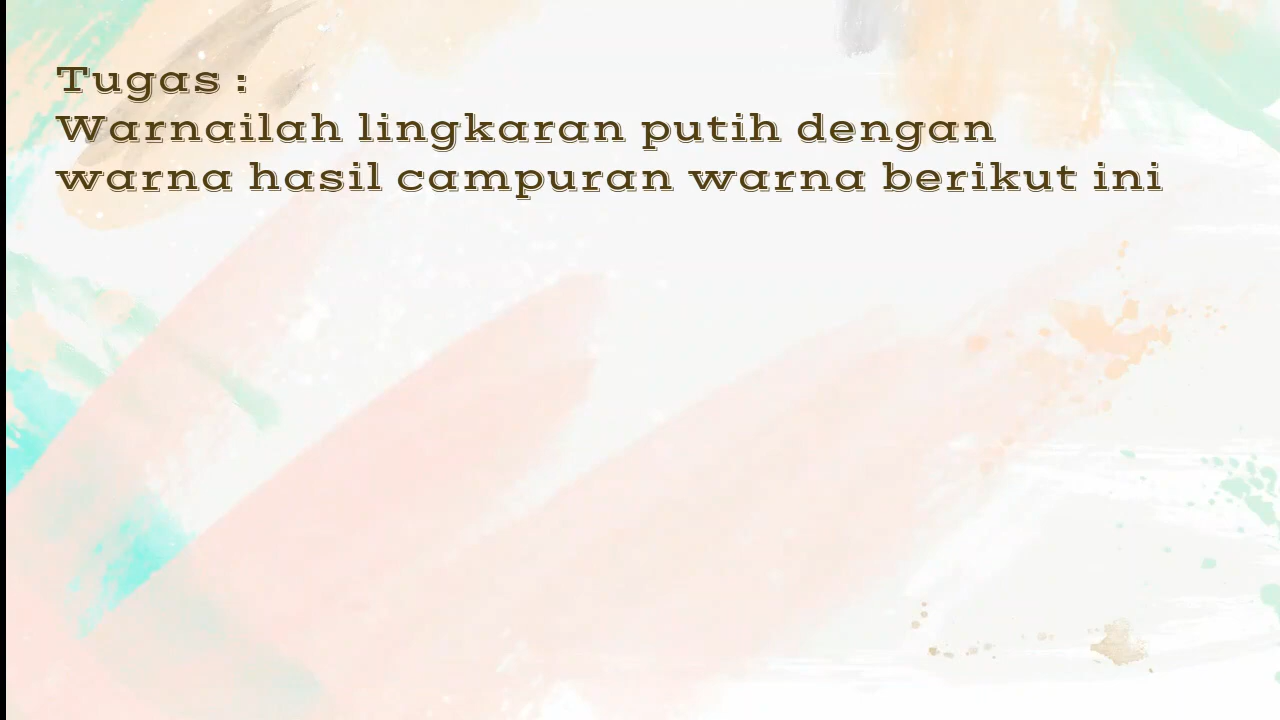 Tugas :
Warnailah lingkaran putih dengan
warna hasil campuran warna berikut ini